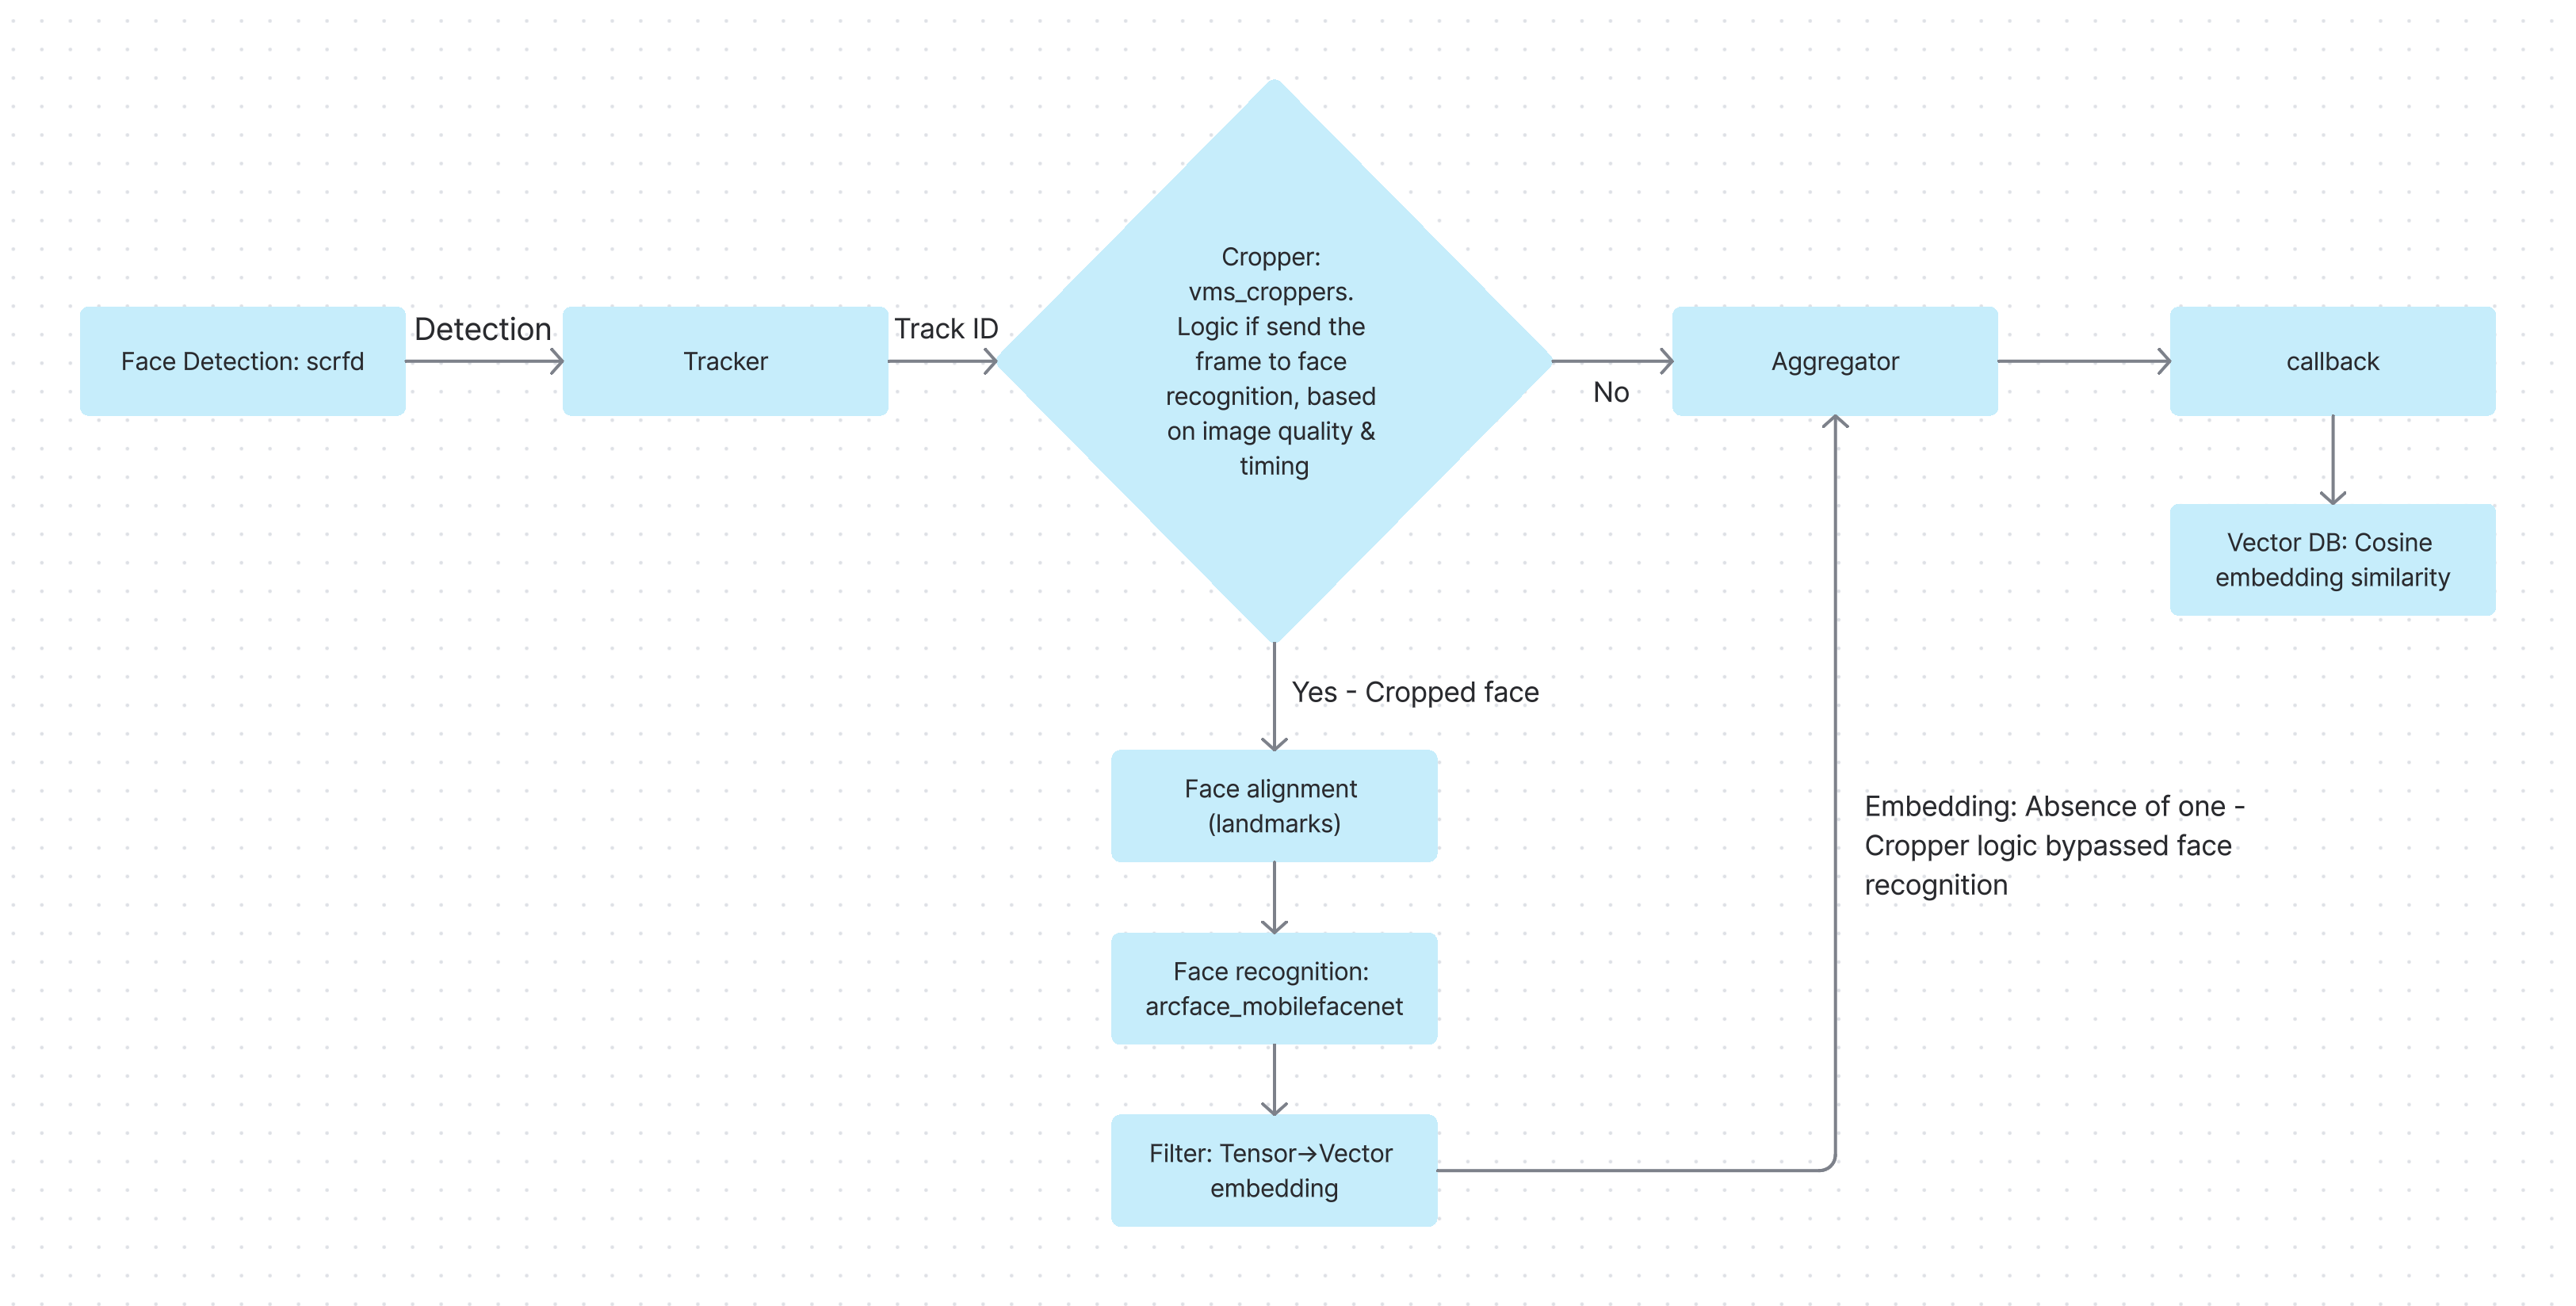 Face Detection: scrfd
Detection
Tracker
Track ID
Cropper:
vms_croppers.
Logic if send the
frame to face
recognition, based
on image quality &
timing
No
Aggregator
callback
Vector DB: Cosine
embedding similarity
Yes - Cropped face
Face alignment
(landmarks)
Face recognition:
arcface_mobilefacenet
Filter: Tensor→Vector
embedding
Embedding: Absence of one -
Cropper logic bypassed face
recognition